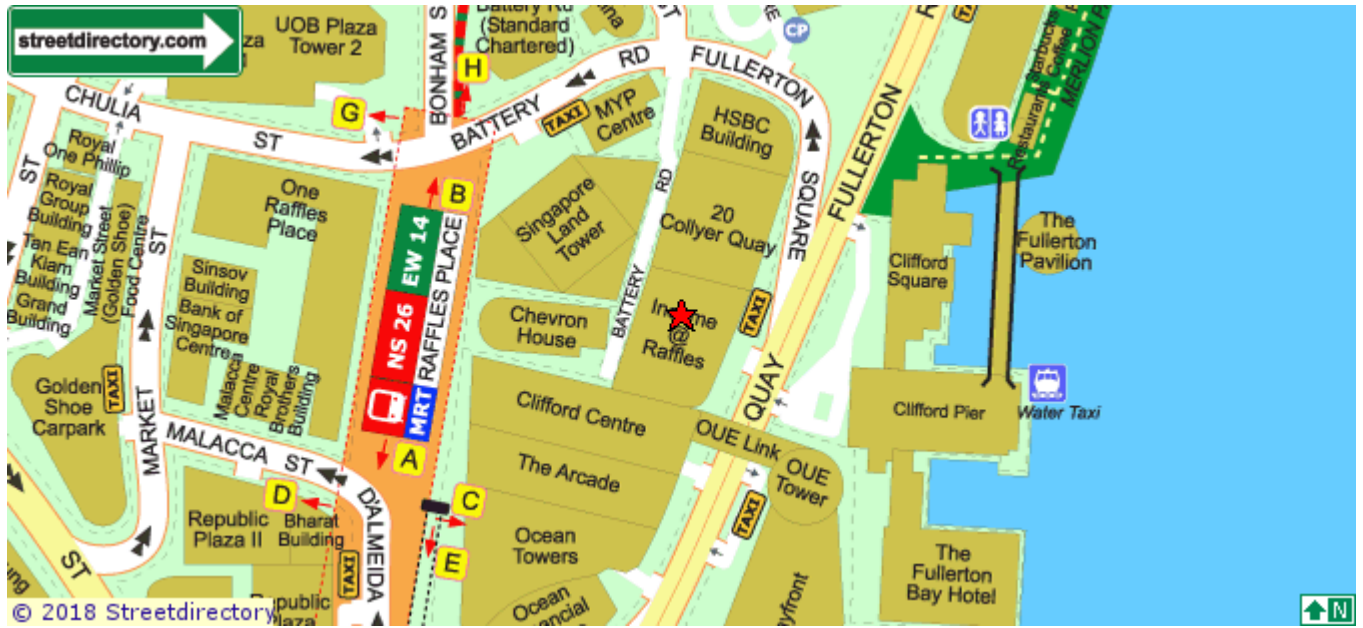 streetdirectory.com
UOB Plaza
Tower 2
BONHAM S
Battery Rd
(Standard
Chartered)
ST
CP
FULLERTON
TAXI
Starbucks
Coffee
Restaurants
MERLION P
H
G
CHULIA
ST
BATTERY
RD
TAXI
MYP
Centre
FULLERTON
SQUARE
HSBC
Building
Royal
One Phillip
Royal
Group
Building
Tan Ean
Kiam
Building
Grand
Building
ST
Market Street
(Golden Shoe)
Food Centre
ST
One
Raffles
Place
B
EW 14
NS 26
RAFFLES PLACE
MRT
A
Singapore
Land
Tower
RD
BATTERY
20
Collyer Quay
Clifford
Square
The
Fullerton
Pavilion
Sinsov
Building
Bank of
Singapore
Centre
Malacca
Centre
Royal
Brothers
Building
Chevron
House
Raffles
TAXI
QUAY
Golden
Shoe
Carpark
TAXI
MARKET
MALACCA
ST
Clifford Centre
OUE Link
OUE
Tower
Clifford Pier
Water Taxi
The Arcade
C
D
E
D'ALMEIDA
Republic
Plaza II
Bharat
Building
Ocean
Towers
TAXI
TAXI
The
Fullerton
Bay Hotel
ST
Ocean
© 2018 Streetdirectory
N